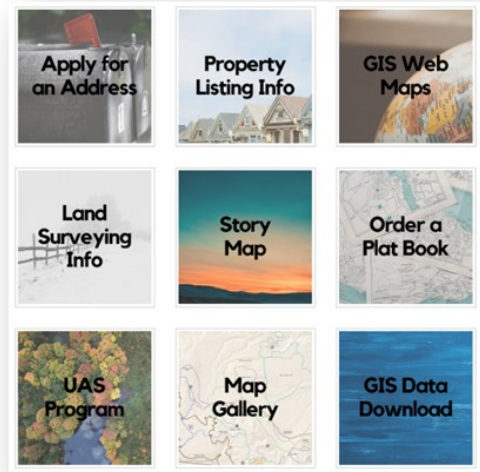 Apply for
an Address
Property
Listing Info
GIS Web
Maps
Land
Surveying
Info
Story
Map
Order a
Plat Book
UAS
Program
Map
Gallery
GIS Data
Download